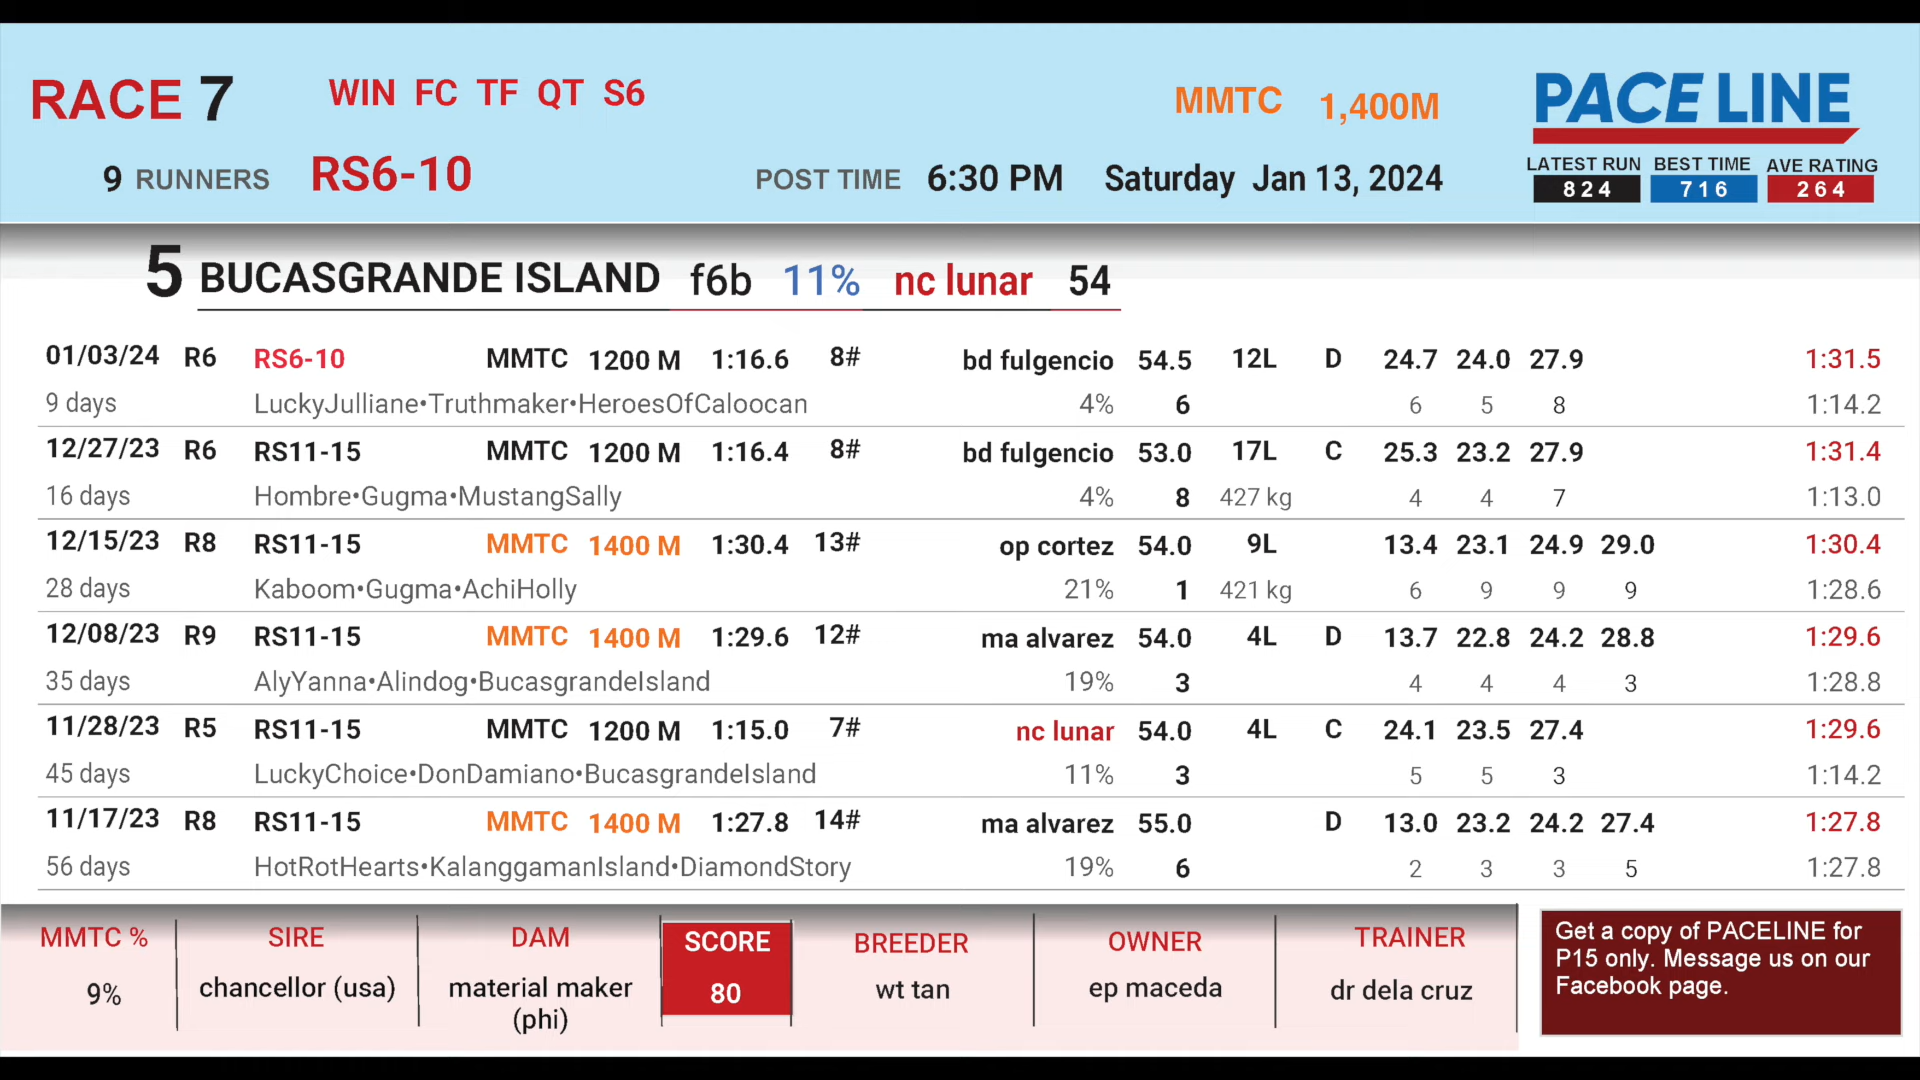 RACE 7 WIN FC TF QT S6 MMTC 1,400M PACE LINE
9 RUNNERS RS6-10 POST TIME 6:30 PM Saturday Jan 13, 2024
LATEST RUN BEST TIME AVE RATING
824 716 264
5 BUCASGRANDE ISLAND f6b 11% nc lunar 54
01/03/24 R6 RS6-10 MMTC 1200 M 1:16.6 8# bd fulgencio 54.5 12L D 24.7 24.0 27.9 1:31.5
9 days LuckyJulliane•Truthmaker•HeroesOfCaloocan 4% 6 6 5 8 1:14.2
12/27/23 R6 RS11-15 MMTC 1200 M 1:16.4 8# bd fulgencio 53.0 17L C 25.3 23.2 27.9 1:31.4
16 days Hombre•Gugma•MustangSally 4% 8 427 kg 4 4 7 1:13.0
12/15/23 R8 RS11-15 MMTC 1400 M 1:30.4 13# op cortez 54.0 9L 13.4 23.1 24.9 29.0 1:30.4
28 days Kaboom•Gugma•AchiHolly 21% 1 421 kg 6 9 9 9 1:28.6
12/08/23 R9 RS11-15 MMTC 1400 M 1:29.6 12# ma alvarez 54.0 4L D 13.7 22.8 24.2 28.8 1:29.6
35 days AlyYanna•Alindog•BucasgrandeIsland 19% 3 4 4 4 3 1:28.8
11/28/23 R5 RS11-15 MMTC 1200 M 1:15.0 7# nc lunar 54.0 4L C 24.1 23.5 27.4 1:29.6
45 days LuckyChoice•DonDamiano•BucasgrandeIsland 11% 3 5 5 3 1:14.2
11/17/23 R8 RS11-15 MMTC 1400 M 1:27.8 14# ma alvarez 55.0 D 13.0 23.2 24.2 27.4 1:27.8
56 days HotRotHearts•KalanggamanIsland•DiamondStory 19% 6 2 3 3 5 1:27.8
MMTC % SIRE DAM SCORE BREEDER OWNER TRAINER
9% chancellor (usa) material maker (phi) 80 wt tan ep maceda dr dela cruz
Get a copy of PACELINE for
P15 only. Message us on our
Facebook page.